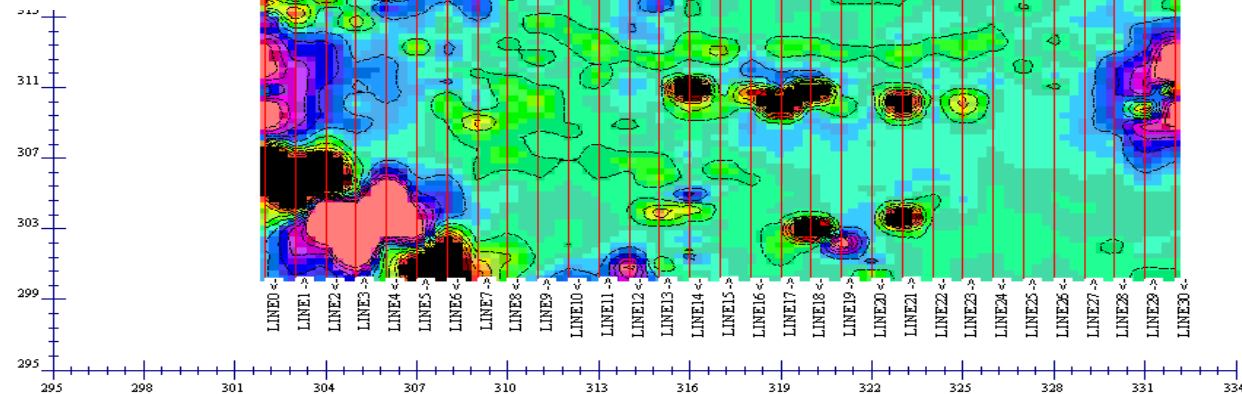 315
311
307
303
299
295
LINE0 <-
LINE1 ->
LINE2 <-
LINE3 ->
LINE4 <-
LINE5 ->
LINE6 <-
LINE7 ->
LINE8 <-
LINE9 ->
LINE10 <-
LINE11 ->
LINE12 <-
LINE13 ->
LINE14 <-
LINE15 ->
LINE16 <-
LINE17 ->
LINE18 <-
LINE19 ->
LINE20 <-
LINE21 ->
LINE22 <-
LINE23 ->
LINE24 <-
LINE25 ->
LINE26 <-
LINE27 ->
LINE28 <-
LINE29 ->
LINE30 <-
295 298 301 304 307 310 313 316 319 322 325 328 331 334